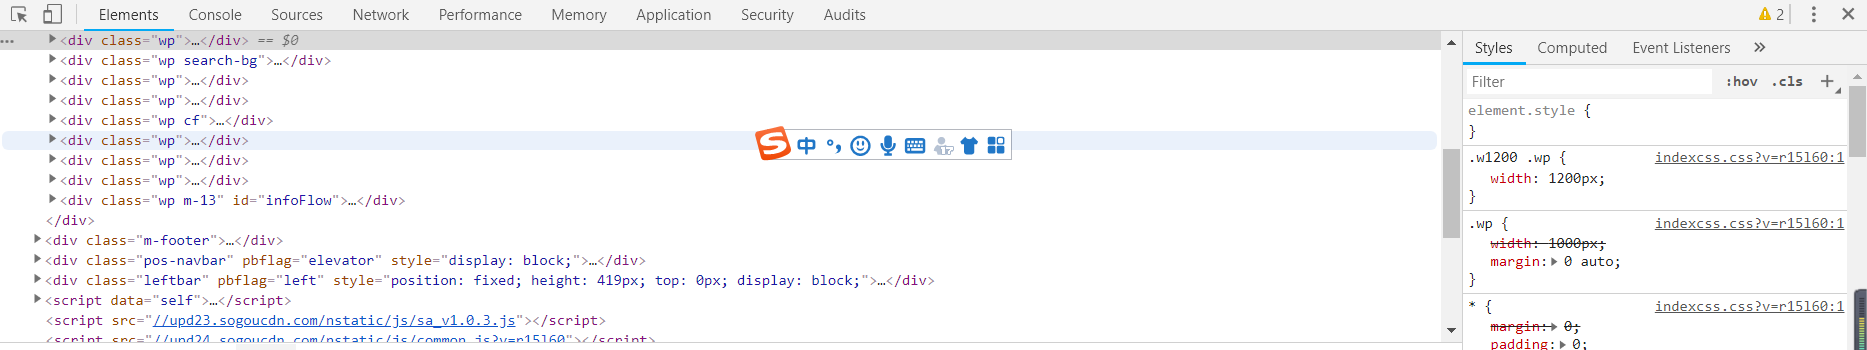 Elements Console Sources Network Performance Memory Application Security Audits 2
<div class="wp">…</div> == $0
<div class="wp search-bg">…</div>
<div class="wp">…</div>
<div class="wp">…</div>
<div class="wp cf">…</div>
<div class="wp">…</div>
<div class="wp">…</div>
<div class="wp">…</div>
<div class="wp m-13" id="infoFlow">…</div>
</div>
<div class="m-footer">…</div>
<div class="pos-navbar" pbflag="elevator" style="display: block;">…</div>
<div class="leftbar" pbflag="left" style="position: fixed; height: 419px; top: 0px; display: block;">…</div>
<script data="self">…</script>
<script src="//upd23.sogoucdn.com/nstatic/js/sa_v1.0.3.js"></script>
<script src="//upd24.sogoucdn.com/nstatic/js/common.js?v=r15l60"></script>
S 中 °, 17
Styles Computed Event Listeners »
Filter :hov .cls +
element.style {
}
.w1200 .wp { indexcss.css?v=r15l60:1
width: 1200px;
}
.wp { indexcss.css?v=r15l60:1
width: 1000px;
margin: 0 auto;
}
* { indexcss.css?v=r15l60:1
margin: 0;
padding: 0;